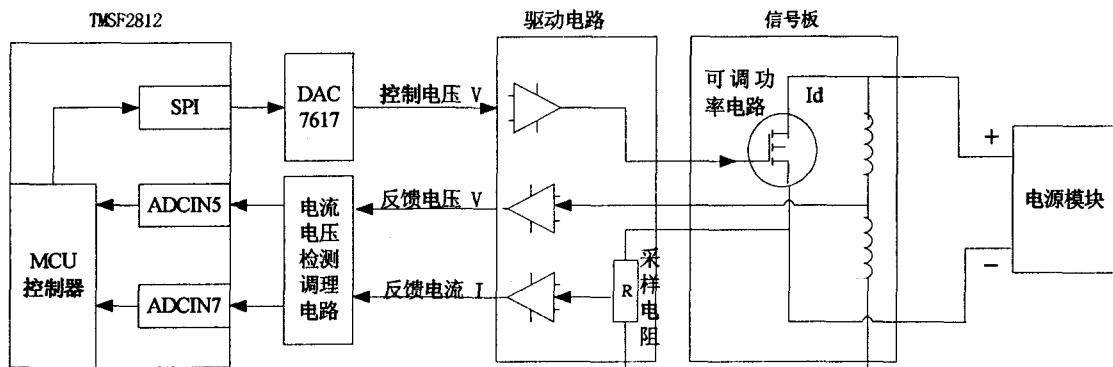 TMSF2812
驱动电路
信号板
SPI
DAC
7617
控制电压 V
可调功
率电路
Id
+
电源模块
−
ADCIN5
电流
电压
检测
调理
电路
反馈电压 V
MCU
控制器
ADCIN7
反馈电流 I
R
采样电阻